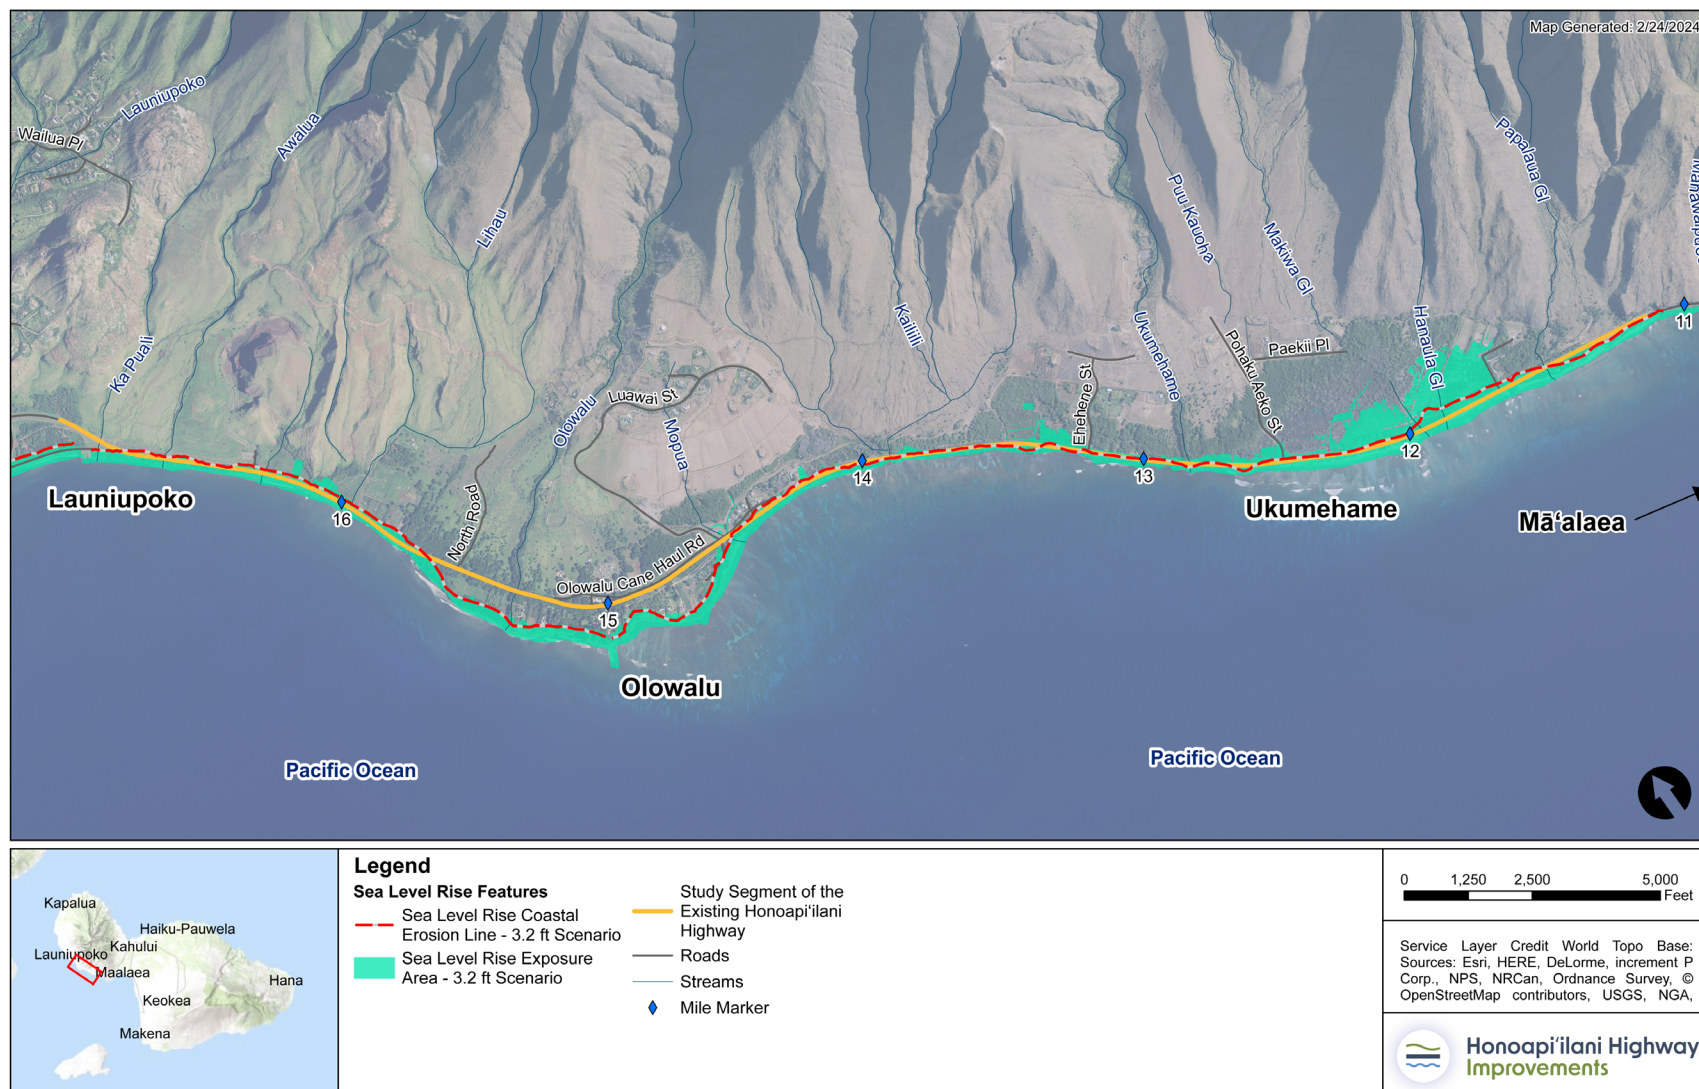 Map Generated: 2/24/2024
Launiupoko
Wailua Pl
Awalua
Lihau
Ka Puali
Olowalu
Luawai St
Mopua
Kailiili
North Road
Olowalu Cane Haul Rd
Ehehene St
Ukumehame
Puu Kauoha
Makiwa Gl
Pohaku Aeko St
Paekii Pl
Hanaula Gl
Papalaua Gl
11
12
13
14
15
16
Launiupoko
Olowalu
Ukumehame
Mā‘alaea
Pacific Ocean
Pacific Ocean
Kapalua
Haiku-Pauwela
Kahului
Launiupoko
Maalaea
Hana
Keokea
Makena
Legend
Sea Level Rise Features
Sea Level Rise Coastal
Erosion Line - 3.2 ft Scenario
Sea Level Rise Exposure
Area - 3.2 ft Scenario
Study Segment of the
Existing Honoapi‘ilani
Highway
Roads
Streams
Mile Marker
0 1,250 2,500 5,000
Feet
Service Layer Credit World Topo Base:
Sources: Esri, HERE, DeLorme, increment P
Corp., NPS, NRCan, Ordnance Survey, ©
OpenStreetMap contributors, USGS, NGA,
Honoapi‘ilani Highway
Improvements